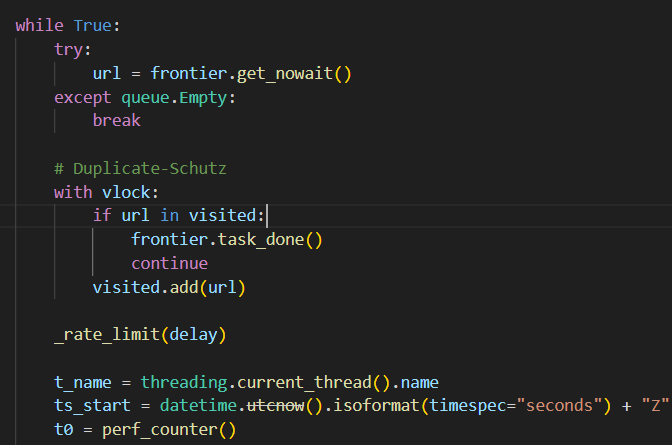 while True:
    try:
        url = frontier.get_nowait()
    except queue.Empty:
        break

    # Duplicate-Schutz
    with vlock:
        if url in visited:
            frontier.task_done()
            continue
        visited.add(url)

    _rate_limit(delay)

    t_name = threading.current_thread().name
    ts_start = datetime.utcnow().isoformat(timespec="seconds") + "Z"
    t0 = perf_counter()